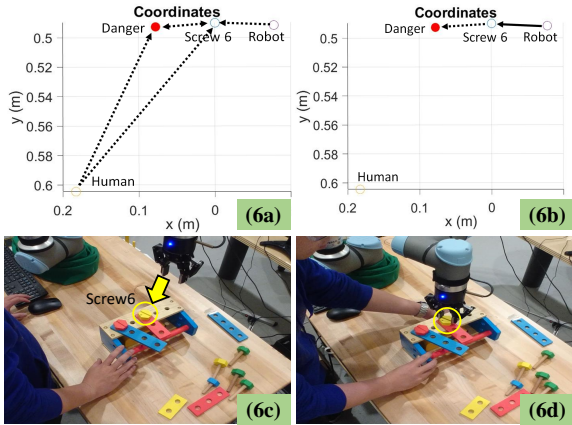 Coordinates
Danger
Screw 6
Robot
0.5
0.52
0.54
0.56
0.58
0.6
y (m)
Human
0.2
0.1
0
x (m)
(6a)
Coordinates
Danger
Screw 6
Robot
0.5
0.52
0.54
0.56
0.58
0.6
y (m)
Human
0.2
0.1
0
x (m)
(6b)
Screw6
(6c)
(6d)